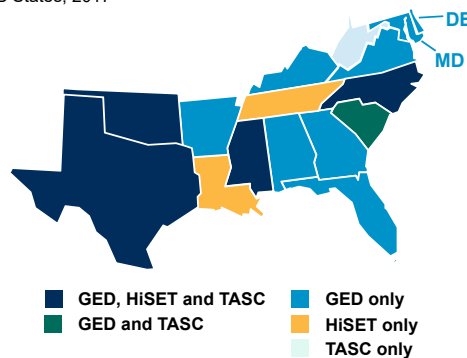 DE
MD
GED, HiSET and TASC
GED only
GED and TASC
HiSET only
TASC only